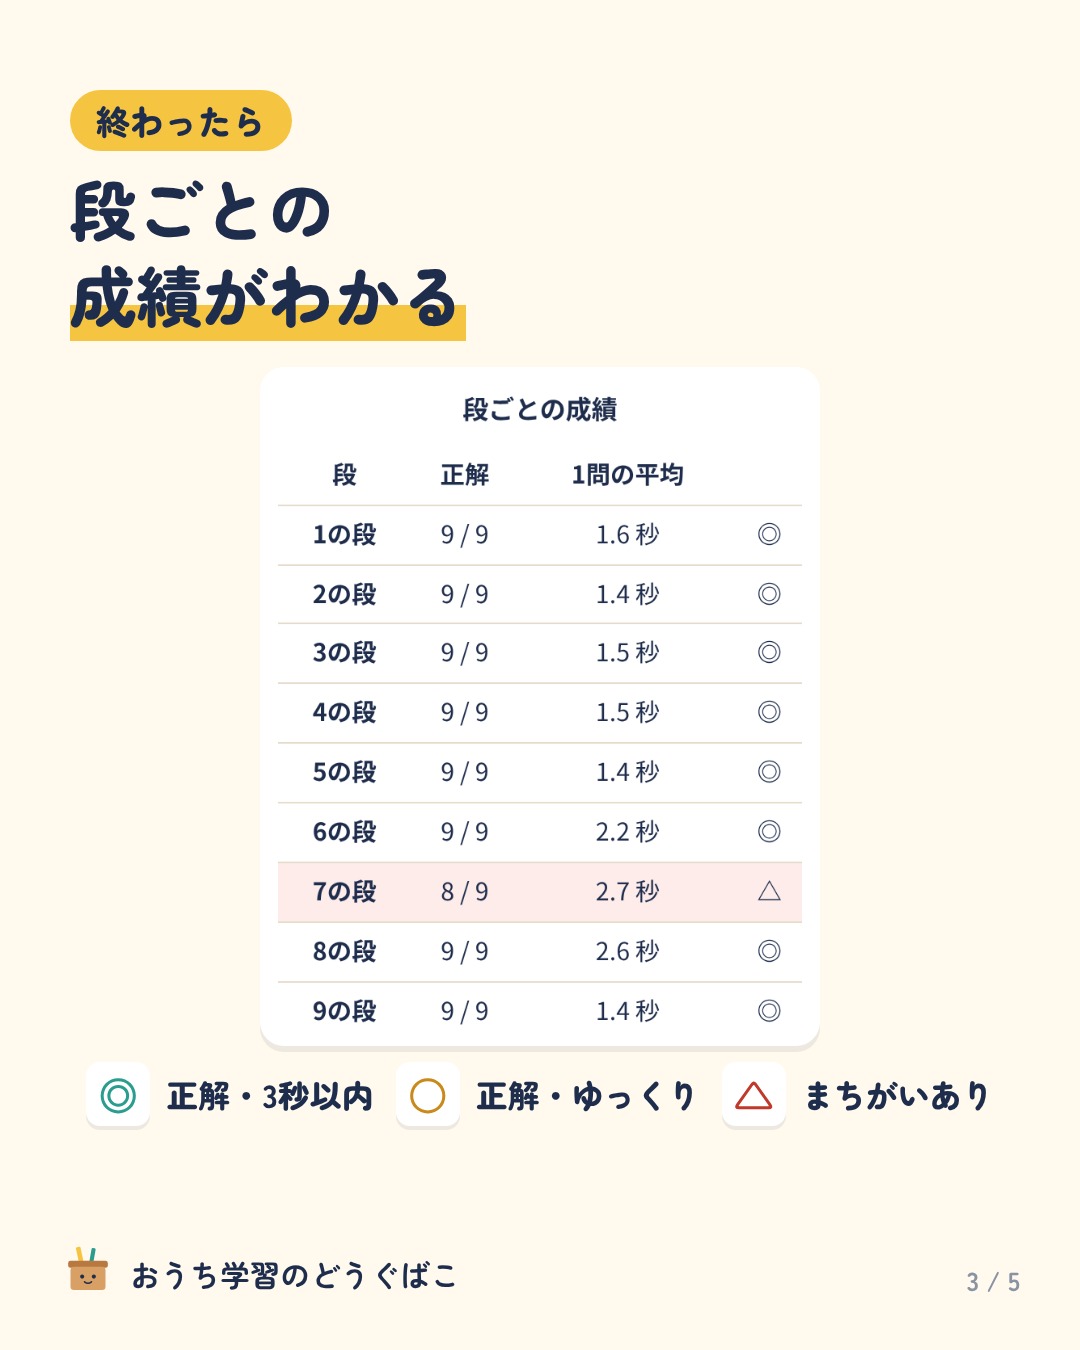 終わったら
段ごとの
成績がわかる
段ごとの成績
段 正解 1問の平均
1の段 9 / 9 1.6 秒 ◎
2の段 9 / 9 1.4 秒 ◎
3の段 9 / 9 1.5 秒 ◎
4の段 9 / 9 1.5 秒 ◎
5の段 9 / 9 1.4 秒 ◎
6の段 9 / 9 2.2 秒 ◎
7の段 8 / 9 2.7 秒 △
8の段 9 / 9 2.6 秒 ◎
9の段 9 / 9 1.4 秒 ◎
◎ 正解・3秒以内 ○ 正解・ゆっくり △ まちがいあり
おうち学習のどうぐばこ
3 / 5